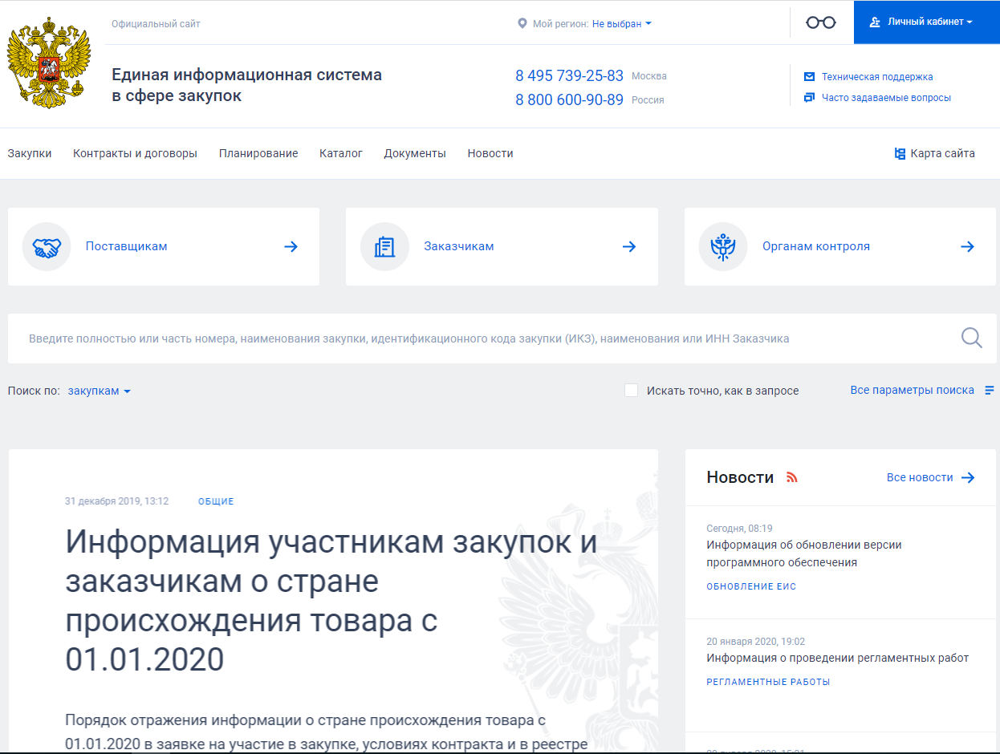 Официальный сайт
Мой регион: Не выбран
Личный кабинет
Единая информационная система
в сфере закупок
8 495 739-25-83 Москва
8 800 600-90-89 Россия
Техническая поддержка
Часто задаваемые вопросы
Закупки Контракты и договоры Планирование Каталог Документы Новости Карта сайта
Поставщикам Заказчикам Органам контроля
Введите полностью или часть номера, наименования закупки, идентификационного кода закупки (ИКЗ), наименования или ИНН Заказчика
Поиск по: закупкам Искать точно, как в запросе Все параметры поиска
31 декабря 2019, 13:12 ОБЩИЕ
Информация участникам закупок и
заказчикам о стране
происхождения товара с
01.01.2020
Порядок отражения информации о стране происхождения товара с
01.01.2020 в заявке на участие в закупке, условиях контракта и в реестре
Новости Все новости
Сегодня, 08:19
Информация об обновлении версии
программного обеспечения
ОБНОВЛЕНИЕ ЕИС
20 января 2020, 19:02
Информация о проведении регламентных работ
РЕГЛАМЕНТНЫЕ РАБОТЫ